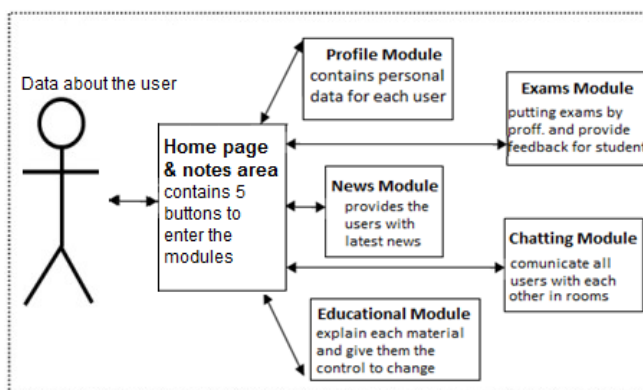 Data about the user
Home page
& notes area
contains 5
buttons to
enter the
modules
Profile Module
contains personal
data for each user
Exams Module
putting exams by
proff. and provide
feedback for student
News Module
provides the
users with
latest news
Chatting Module
comunicate all
users with each
other in rooms
Educational Module
explain each material
and give them the
control to change